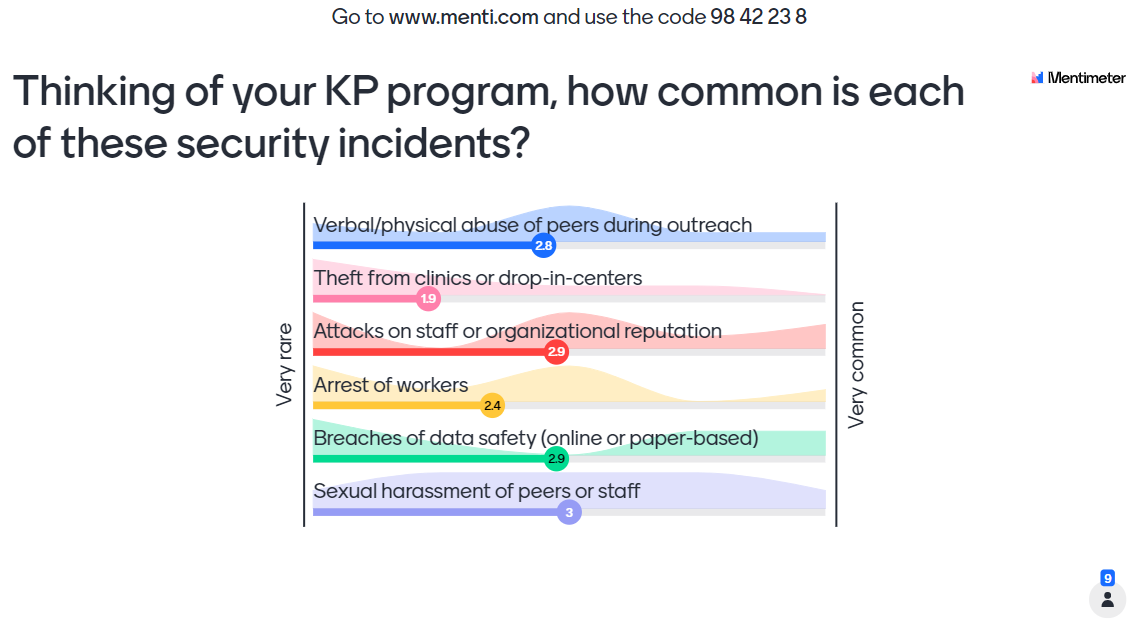 Go to www.menti.com and use the code 98 42 23 8
Mentimeter
Thinking of your KP program, how common is each
of these security incidents?
Very rare
Verbal/physical abuse of peers during outreach
2.8
Theft from clinics or drop-in-centers
1.9
Attacks on staff or organizational reputation
2.9
Arrest of workers
2.4
Breaches of data safety (online or paper-based)
2.9
Sexual harassment of peers or staff
3
Very common
9